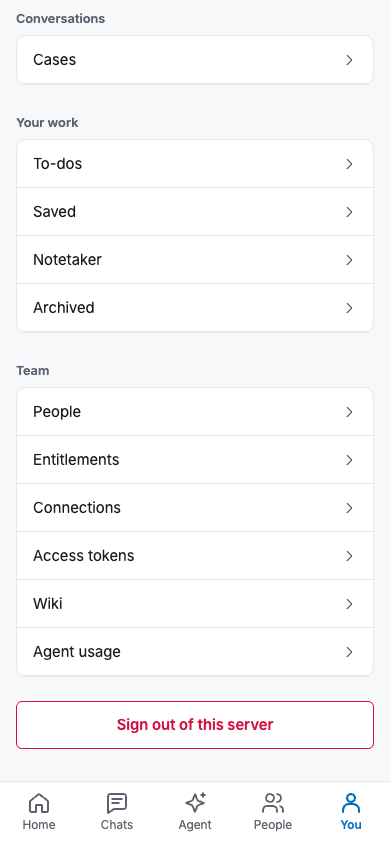 Conversations
Cases
Your work
To-dos
Saved
Notetaker
Archived
Team
People
Entitlements
Connections
Access tokens
Wiki
Agent usage
Sign out of this server
Home
Chats
Agent
People
You